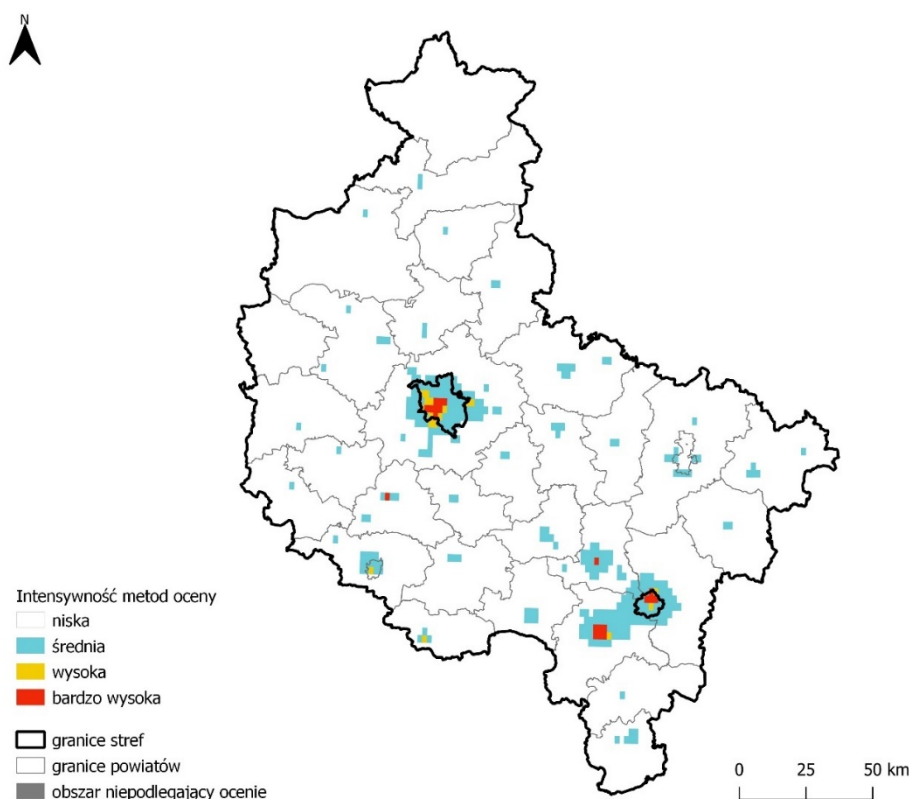 N
Intensywność metod oceny
niska
średnia
wysoka
bardzo wysoka
granice stref
granice powiatów
obszar niepodlegający ocenie
0 25 50 km